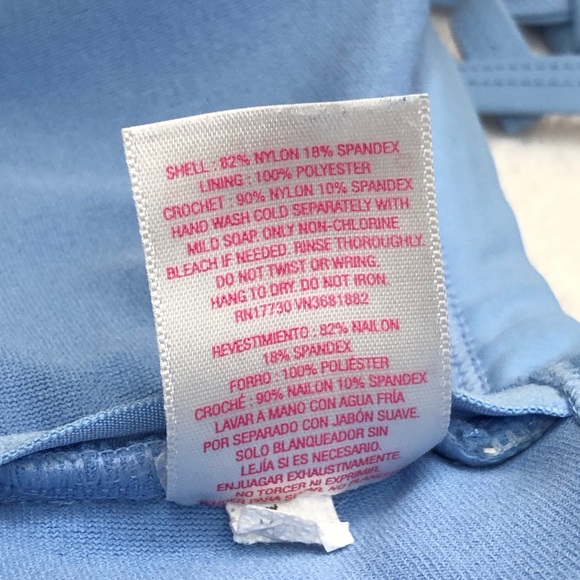 SHELL : 82% NYLON 18% SPANDEX
LINING : 100% POLYESTER
CROCHET : 90% NYLON 10% SPANDEX
HAND WASH COLD SEPARATELY WITH
MILD SOAP. ONLY NON-CHLORINE
BLEACH IF NEEDED. RINSE THOROUGHLY.
DO NOT TWIST OR WRING.
HANG TO DRY. DO NOT IRON.
RN17730 VN3681882
REVESTIMIENTO : 82% NAILON
18% SPANDEX
FORRO : 100% POLIÉSTER
CROCHÉ : 90% NAILON 10% SPANDEX
LAVAR A MANO CON AGUA FRÍA
POR SEPARADO CON JABÓN SUAVE.
SOLO BLANQUEADOR SIN
LEJÍA SI ES NECESARIO.
ENJUAGAR EXHAUSTIVAMENTE.
NO TORCER NI EXPRIMIR.
PARA NO